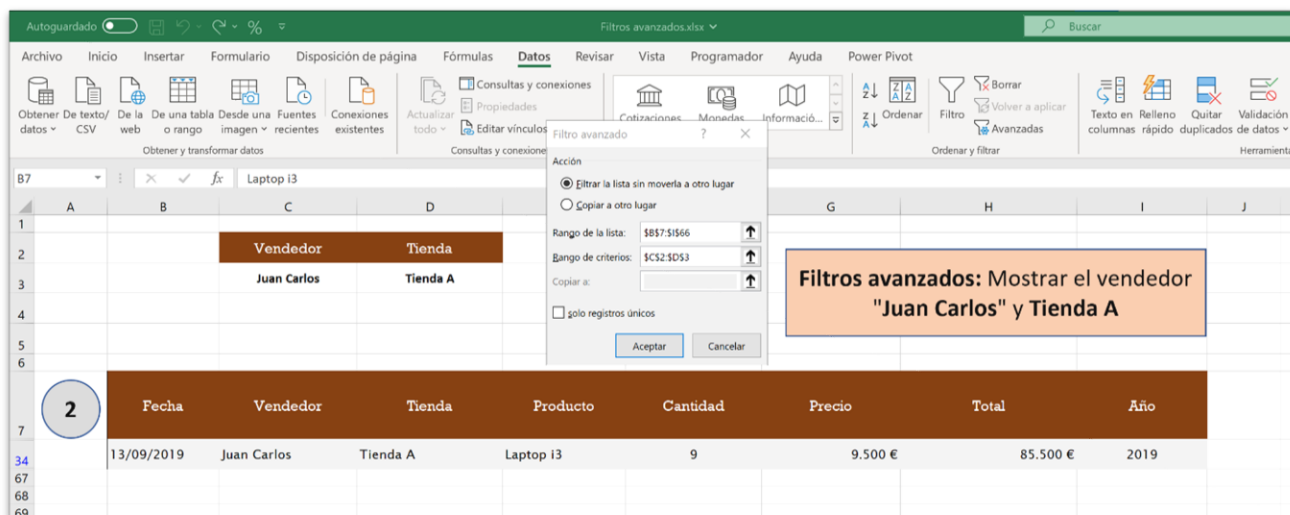 Autoguardado
Filtros avanzados.xlsx
Buscar
Archivo Inicio Insertar Formulario Disposición de página Fórmulas Datos Revisar Vista Programador Ayuda Power Pivot
Obtener datos
De texto/ CSV
De la web
De una tabla o rango
Desde una imagen
Fuentes recientes
Conexiones existentes
Obtener y transformar datos
Actualizar todo
Consultas y conexiones
Propiedades
Editar vínculos
Consultas y conexione
Cotizaciones Monedas Informació...
Ordenar
Filtro
Borrar
Volver a aplicar
Avanzadas
Ordenar y filtrar
Texto en columnas
Relleno rápido
Quitar duplicados
Validación de datos
Herramienta
B7
fx
Laptop i3
A B C D G H I J
1
2 Vendedor Tienda
3 Juan Carlos Tienda A
4
5
6
Filtro avanzado ? ×
Acción
Filtrar la lista sin moverla a otro lugar
Copiar a otro lugar
Rango de la lista: $B$7:$I$66
Rango de criterios: $C$2:$D$3
Copiar a:
Solo registros únicos
Aceptar Cancelar
Filtros avanzados: Mostrar el vendedor
"Juan Carlos" y Tienda A
2
7 Fecha Vendedor Tienda Producto Cantidad Precio Total Año
34 13/09/2019 Juan Carlos Tienda A Laptop i3 9 9.500 € 85.500 € 2019
67
68
69